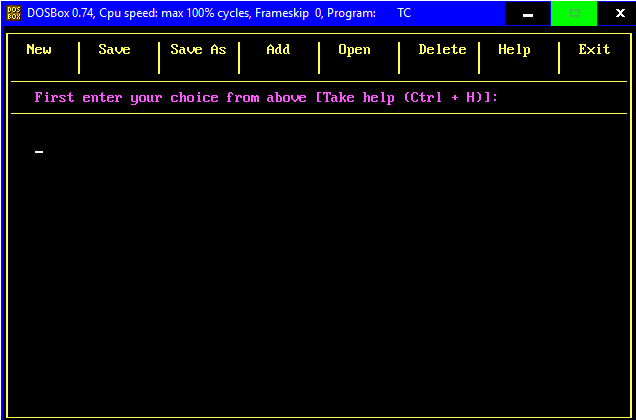 DOS BOX DOSBox 0.74, Cpu speed: max 100% cycles, Frameskip 0, Program: TC
New Save Save As Add Open Delete Help Exit
First enter your choice from above [Take help (Ctrl + H)]: